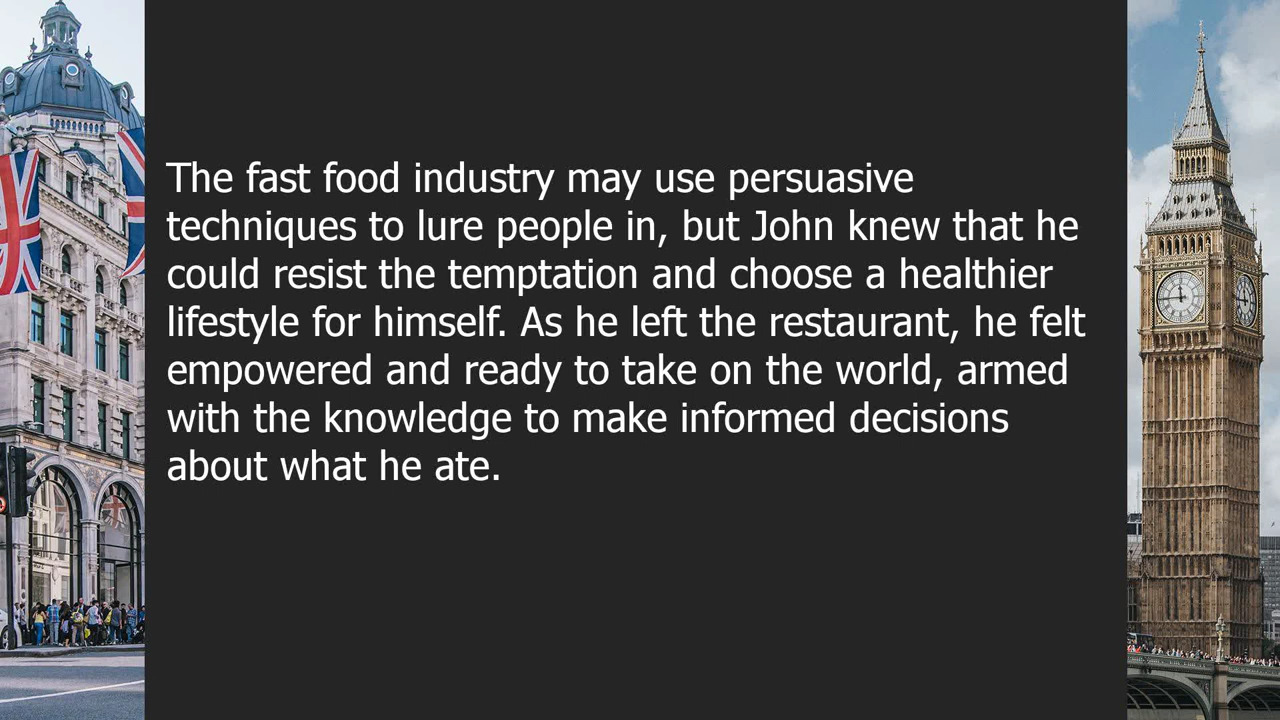 The fast food industry may use persuasive
techniques to lure people in, but John knew that he
could resist the temptation and choose a healthier
lifestyle for himself. As he left the restaurant, he felt
empowered and ready to take on the world, armed
with the knowledge to make informed decisions
about what he ate.